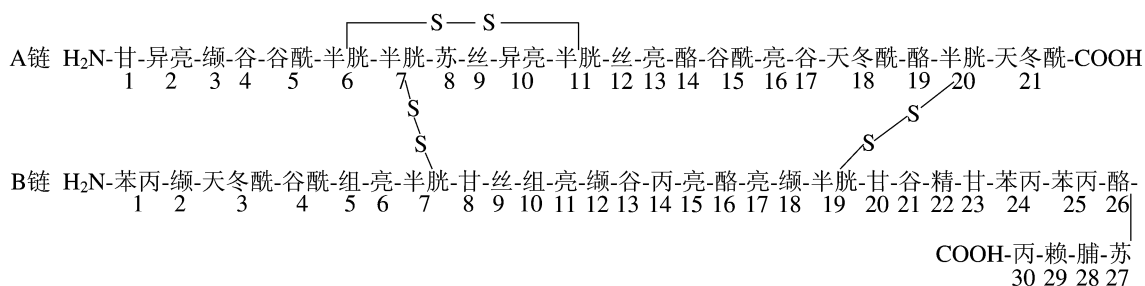 S—S
A链 H₂N-甘-异亮-缬-谷-谷酰-半胱-半胱-苏-丝-异亮-半胱-丝-亮-酪-谷酰-亮-谷-天冬酰-酪-半胱-天冬酰-COOH
1 2 3 4 5 6 7 8 9 10 11 12 13 14 15 16 17 18 19 20 21
S S
S S
B链 H₂N-苯丙-缬-天冬酰-谷酰-组-亮-半胱-甘-丝-组-亮-缬-谷-丙-亮-酪-亮-缬-半胱-甘-谷-精-甘-苯丙-苯丙-酪-
1 2 3 4 5 6 7 8 9 10 11 12 13 14 15 16 17 18 19 20 21 22 23 24 25 26
COOH-丙-赖-脯-苏
30 29 28 27